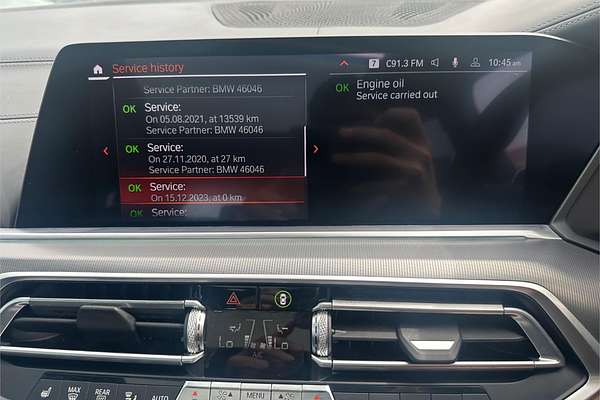 Service history
7 C91.3 FM 10:45 am
Service Partner: BMW 46046
OK Service:
On 05.08.2021, at 13539 km
Service Partner: BMW 46046
OK Service:
On 27.11.2020, at 27 km
Service Partner: BMW 46046
OK Service:
On 15.12.2023, at 0 km
OK Service:
OK Engine oil
Service carried out
Lo Lo
A/C
MAX
REAR
AUTO
MENU